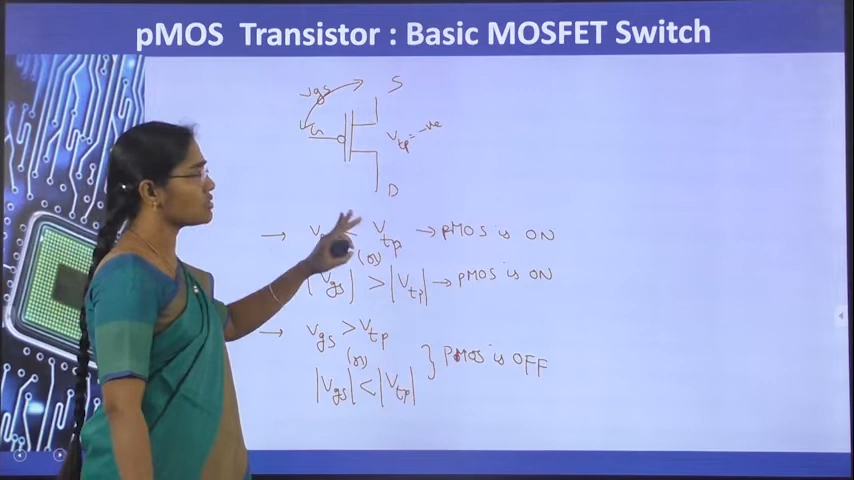 pMOS Transistor : Basic MOSFET Switch
Vgs S
G Vtp = -ve
D
→ < Vtp → pMOS is ON
(or)
|Vgs| > |Vtp| → pMOS is ON
→ Vgs > Vtp
(or) } pMOS is OFF
|Vgs| < |Vtp|